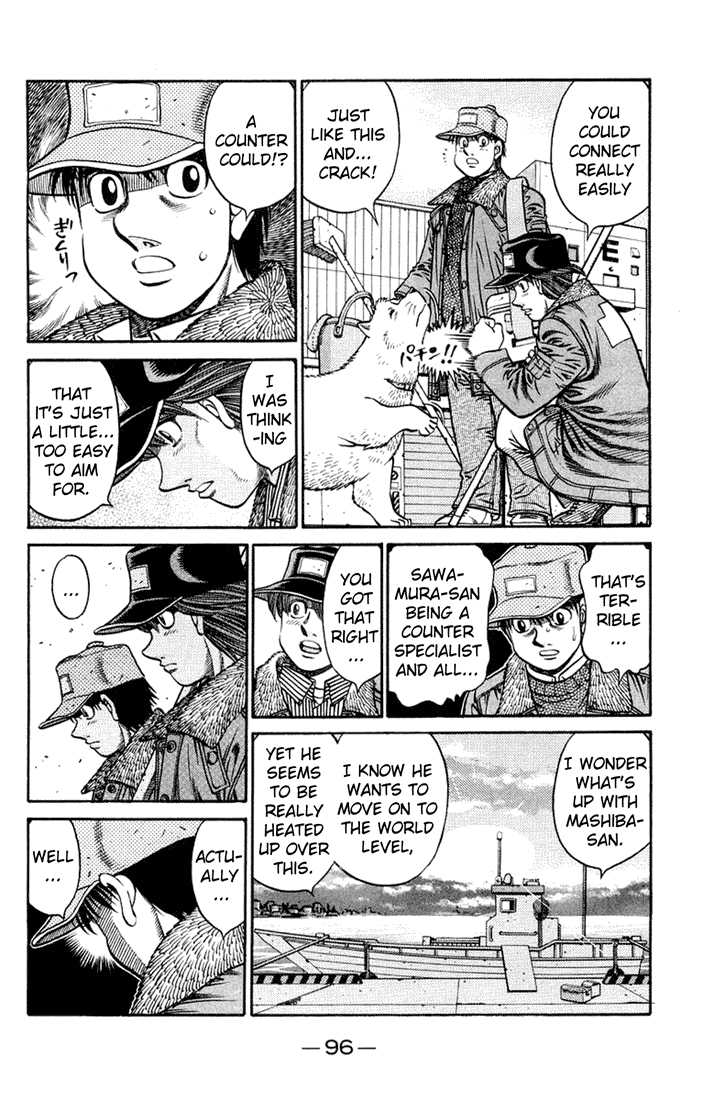 YOU
COULD
CONNECT
REALLY
EASILY
JUST
LIKE THIS
AND...
CRACK!
E
パチン!!
A
COUNTER
COULD!?
ぎくりっ
I
WAS
THINK
-ING
THAT
IT'S JUST
A LITTLE...
TOO EASY
TO AIM
FOR.
THAT'S
TER-
RIBLE
...
SAWA-
MURA-SAN
BEING A
COUNTER
SPECIALIST
AND ALL...
YOU
GOT
THAT
RIGHT
...
...
I WONDER
WHAT'S
UP WITH
MASHIBA-
SAN.
I KNOW HE
WANTS TO
MOVE ON TO
THE WORLD
LEVEL,
YET HE
SEEMS
TO BE
REALLY
HEATED
UP OVER
THIS.
ACTU-
ALLY
...
WELL
...
—96—